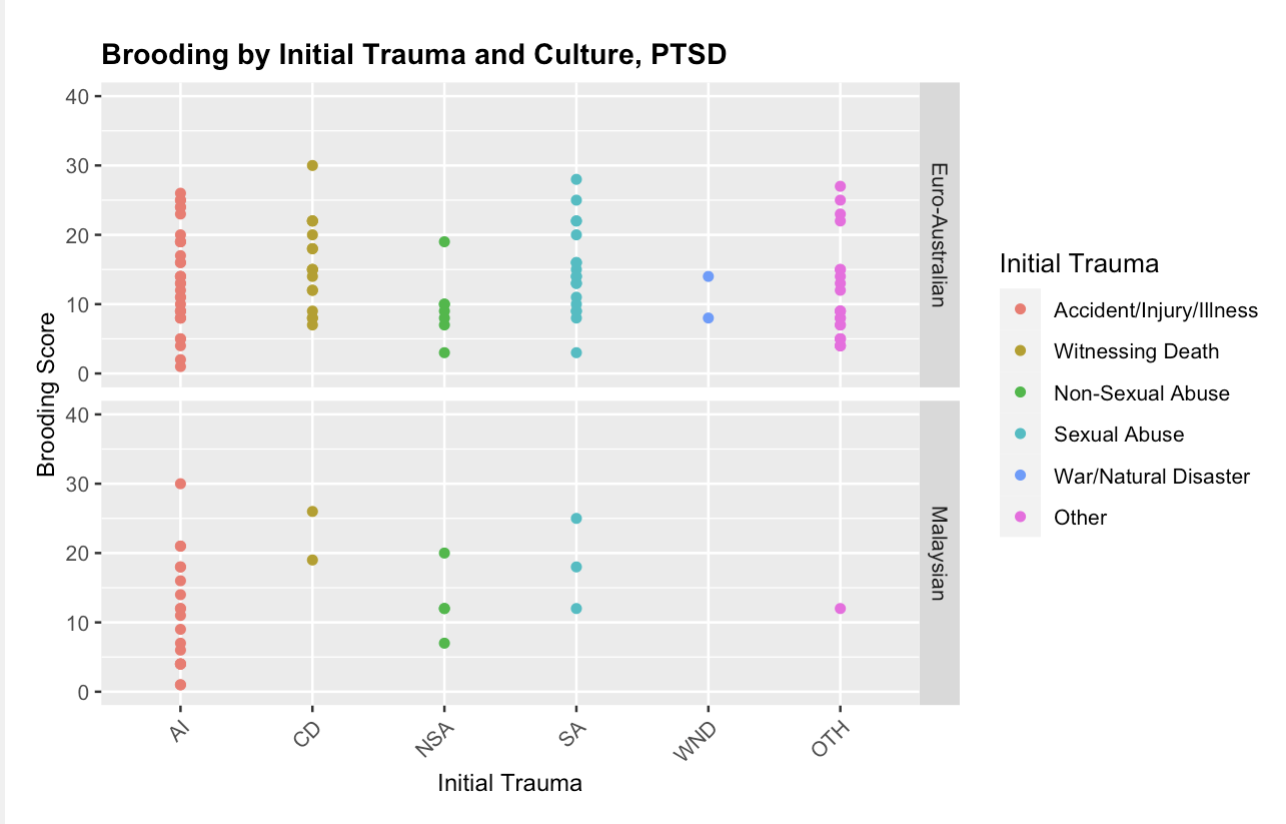 Brooding by Initial Trauma and Culture, PTSD
Brooding Score
40
30
20
10
0
Euro-Australian
40
30
20
10
0
Malaysian
AI
CD
NSA
SA
WND
OTH
Initial Trauma
Initial Trauma
Accident/Injury/Illness
Witnessing Death
Non-Sexual Abuse
Sexual Abuse
War/Natural Disaster
Other